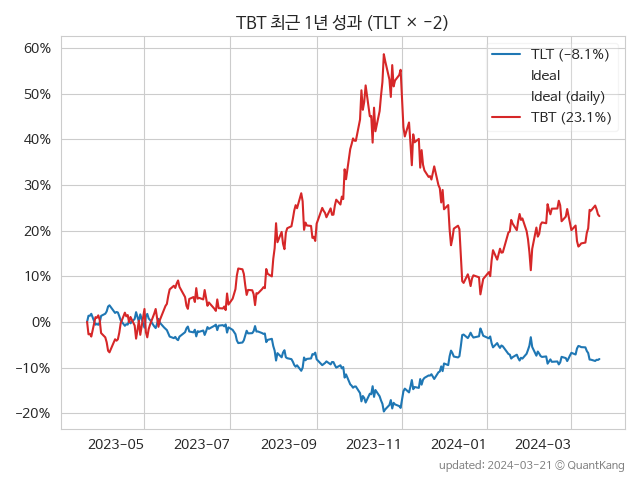 TBT 최근 1년 성과 (TLT × −2)
60%
50%
40%
30%
20%
10%
0%
−10%
−20%
TLT (−8.1%)
Ideal
Ideal (daily)
TBT (23.1%)
2023−05
2023−07
2023−09
2023−11
2024−01
2024−03
updated: 2024−03−21 © QuantKang